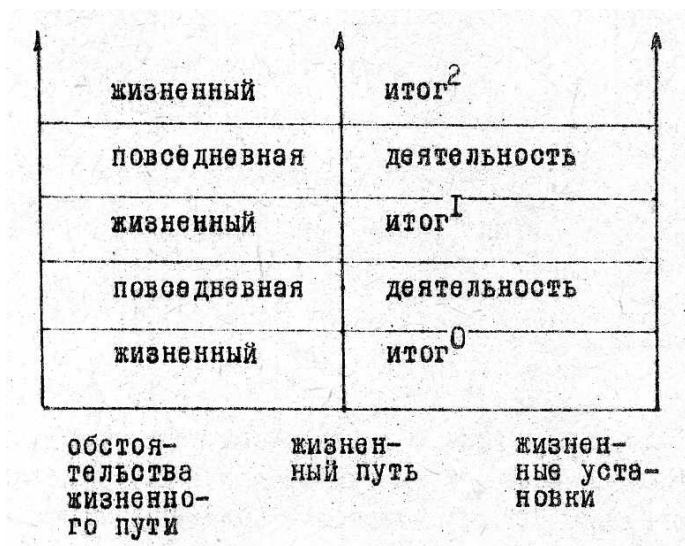 жизненный итог²
повседневная деятельность
жизненный итог^I
повседневная деятельность
жизненный итог⁰
обстоя-
тельства
жизненно-
го пути
жизнен-
ный путь
жизнен-
ные уста-
новки